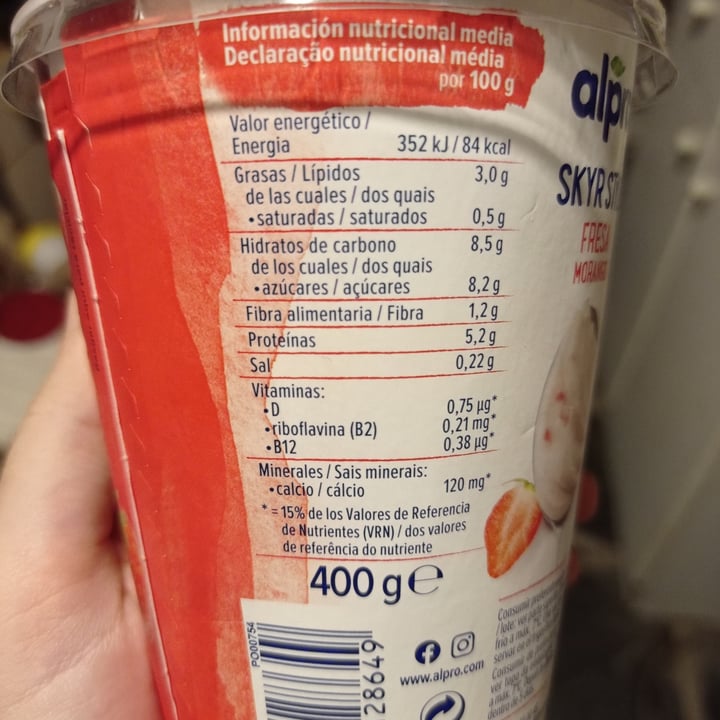 Información nutricional media
Declaração nutricional média
por 100 g
Valor energético /
Energia 352 kJ / 84 kcal
Grasas / Lípidos 3,0 g
de las cuales / dos quais
• saturadas / saturados 0,5 g
Hidratos de carbono 8,5 g
de los cuales / dos quais
• azúcares / açúcares 8,2 g
Fibra alimentaria / Fibra 1,2 g
Proteínas 5,2 g
Sal 0,22 g
Vitaminas:
• D 0,75 µg*
• riboflavina (B2) 0,21 mg*
• B12 0,38 µg*
Minerales / Sais minerais:
• calcio / cálcio 120 mg*
* = 15% de los Valores de Referencia
de Nutrientes (VRN) / dos valores
de referência do nutriente
400 g e
PO00754
28649
www.alpro.com
alpro
SKYR
FRESA